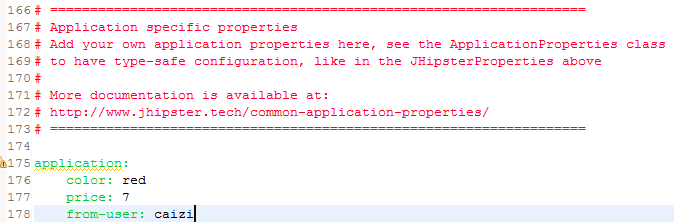 166 # ===================================================================
167 # Application specific properties
168 # Add your own application properties here, see the ApplicationProperties class
169 # to have type-safe configuration, like in the JHipsterProperties above
170 #
171 # More documentation is available at:
172 # http://www.jhipster.tech/common-application-properties/
173 # ===================================================================
174
175 application:
176     color: red
177     price: 7
178     from-user: caizi